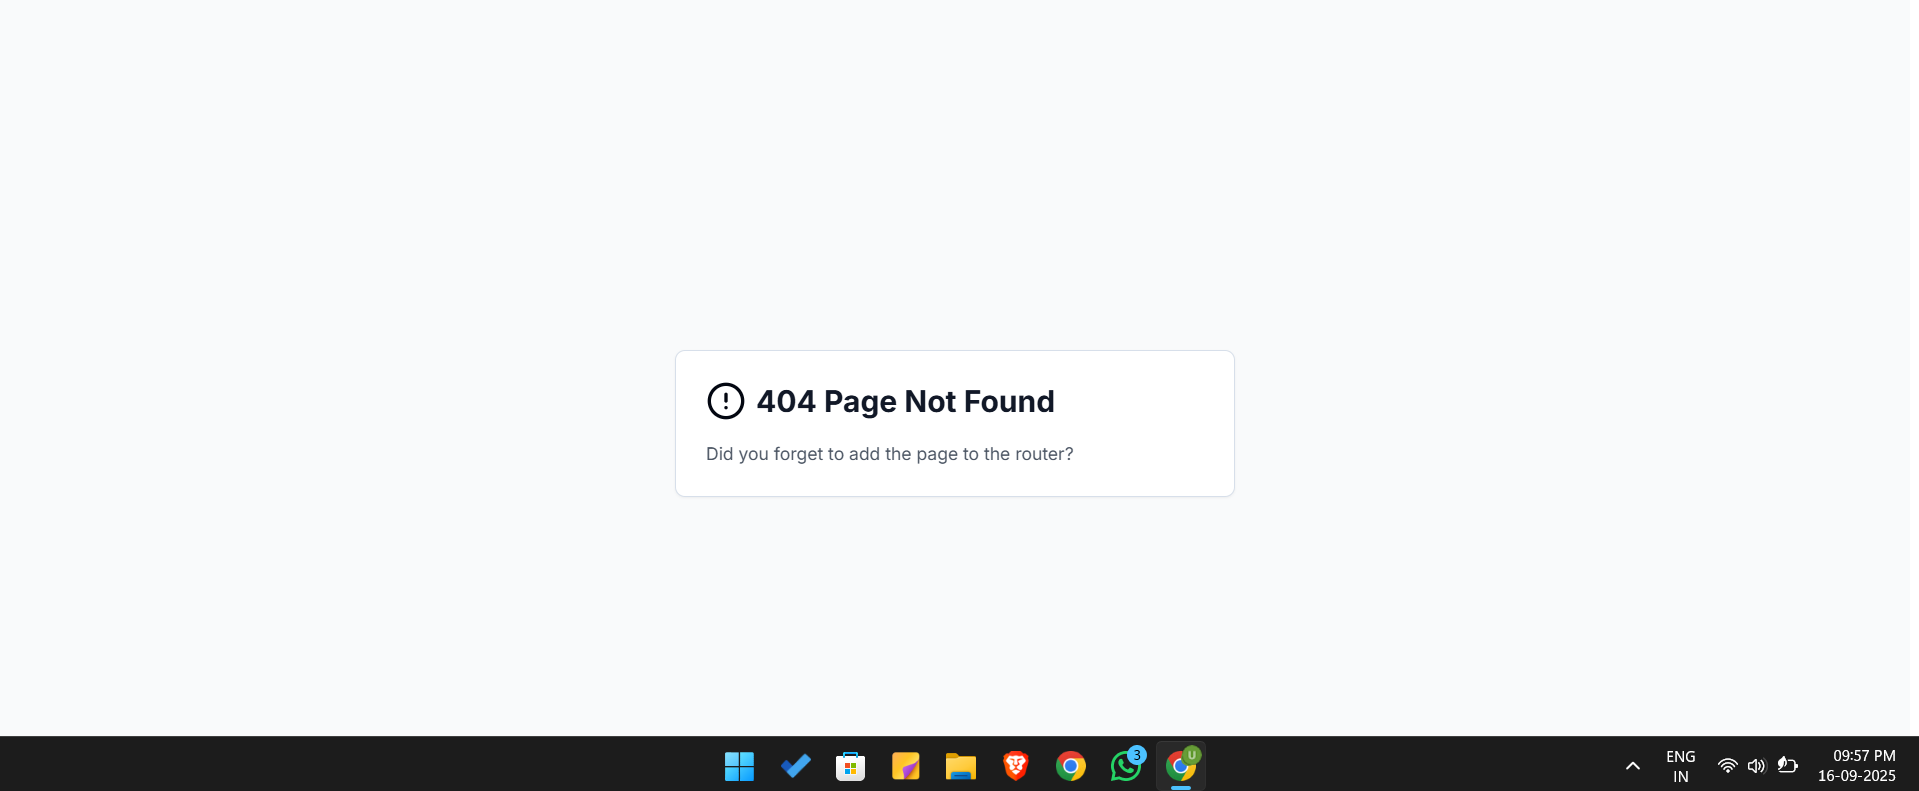 404 Page Not Found
Did you forget to add the page to the router?
3
U
ENG
IN
09:57 PM
16-09-2025